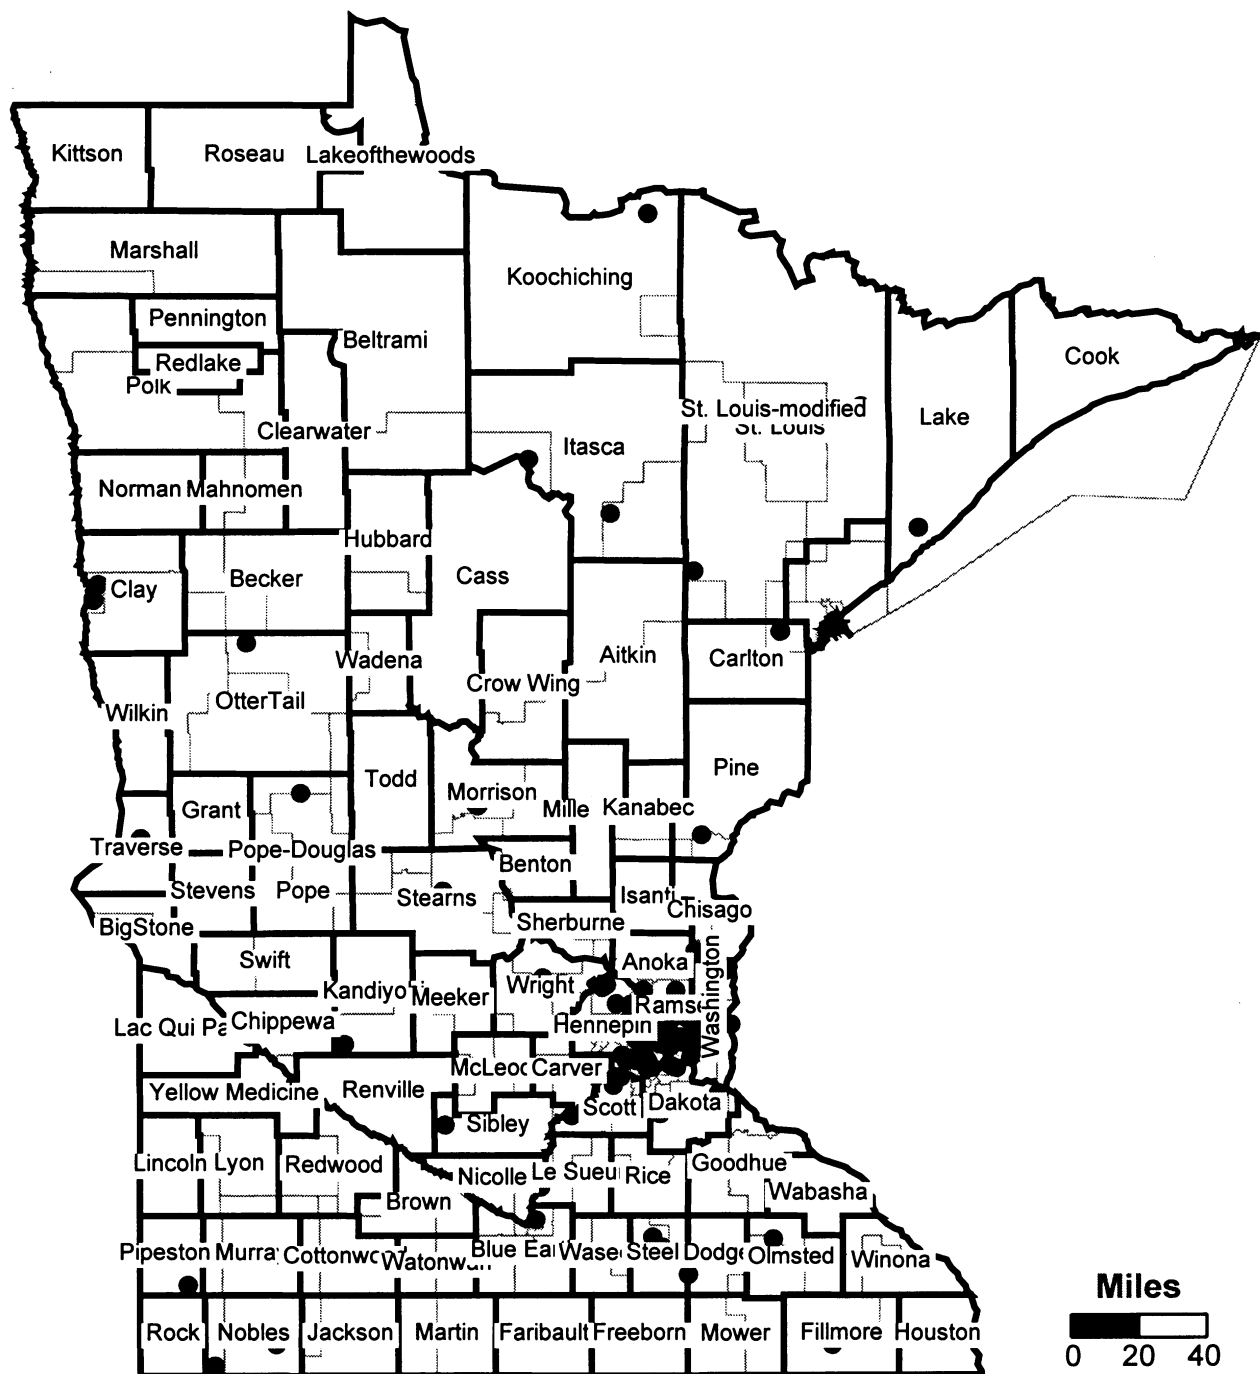 Kittson
Roseau
Lakeofthewoods
Marshall
Koochiching
Pennington
Beltrami
Redlake
Polk
Cook
St. Louis-modified
St. Louis
Lake
Clearwater
Itasca
Norman
Mahnomen
Hubbard
Cass
Becker
Clay
Aitkin
Carlton
Wadena
Crow Wing
OtterTail
Wilkin
Pine
Todd
Morrison
Grant
Mille
Kanabec
Traverse
Pope-Douglas
Benton
Stevens
Pope
Stearns
Isanti
Chisago
Sherburne
BigStone
Swift
Anoka
Washington
Wright
Kandiyo
Meeker
Ramse
Lac Qui Pa
Chippewa
Hennepin
McLeod
Carver
Yellow Medicine
Renville
Scott
Dakota
Sibley
Lincoln
Lyon
Redwood
Nicolle
Le Sueu
Rice
Goodhue
Wabasha
Brown
Pipeston
Murra
Cottonwo
Watonwan
Blue Ea
Wase
Steel
Dodge
Olmsted
Winona
Miles
0 20 40
Rock
Nobles
Jackson
Martin
Faribault
Freeborn
Mower
Fillmore
Houston